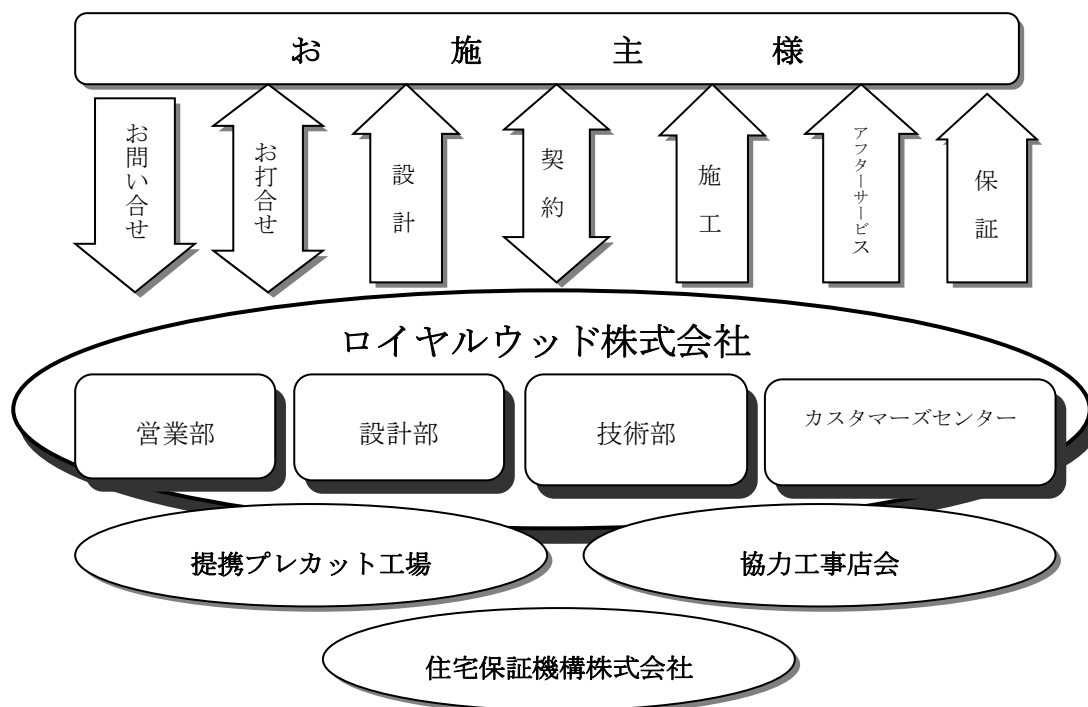 お施主様
お問い合せ
お打合せ
設計
契約
施工
アフターサービス
保証
ロイヤルウッド株式会社
営業部
設計部
技術部
カスタマーズセンター
提携プレカット工場
協力工事店会
住宅保証機構株式会社